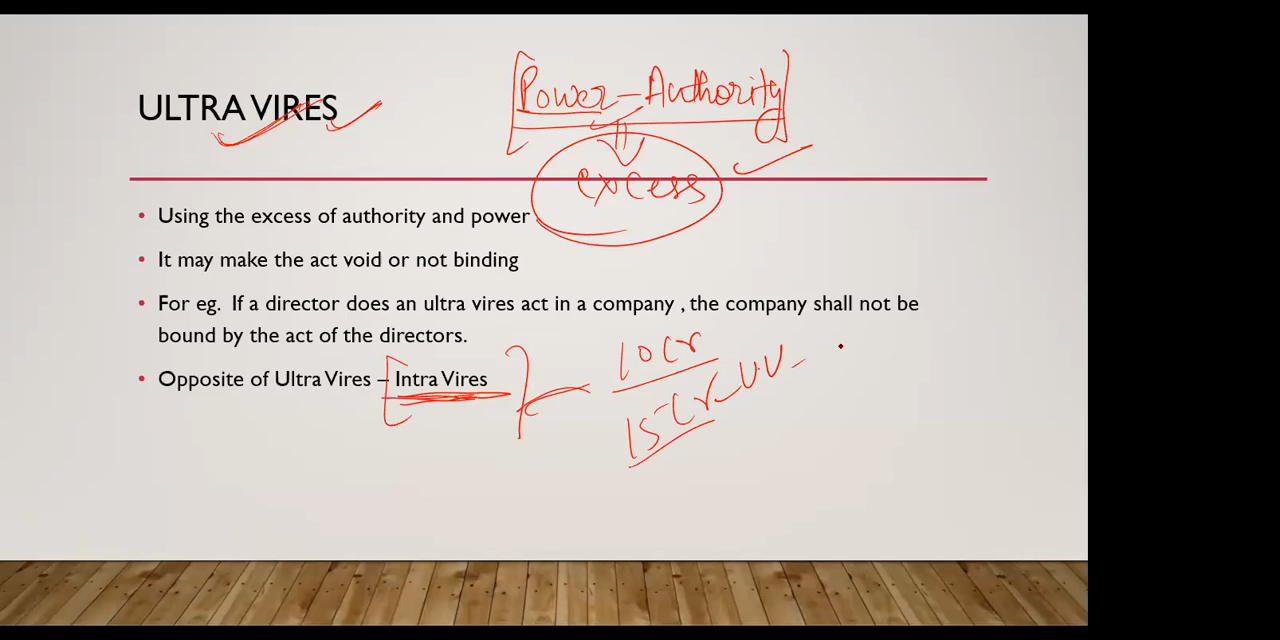 [Power - Authority]
ULTRA VIRES
excess
• Using the excess of authority and power
• It may make the act void or not binding
• For eg. If a director does an ultra vires act in a company , the company shall not be
bound by the act of the directors.
10 Cr
• Opposite of Ultra Vires – [Intra Vires]
15 Cr - U.V -